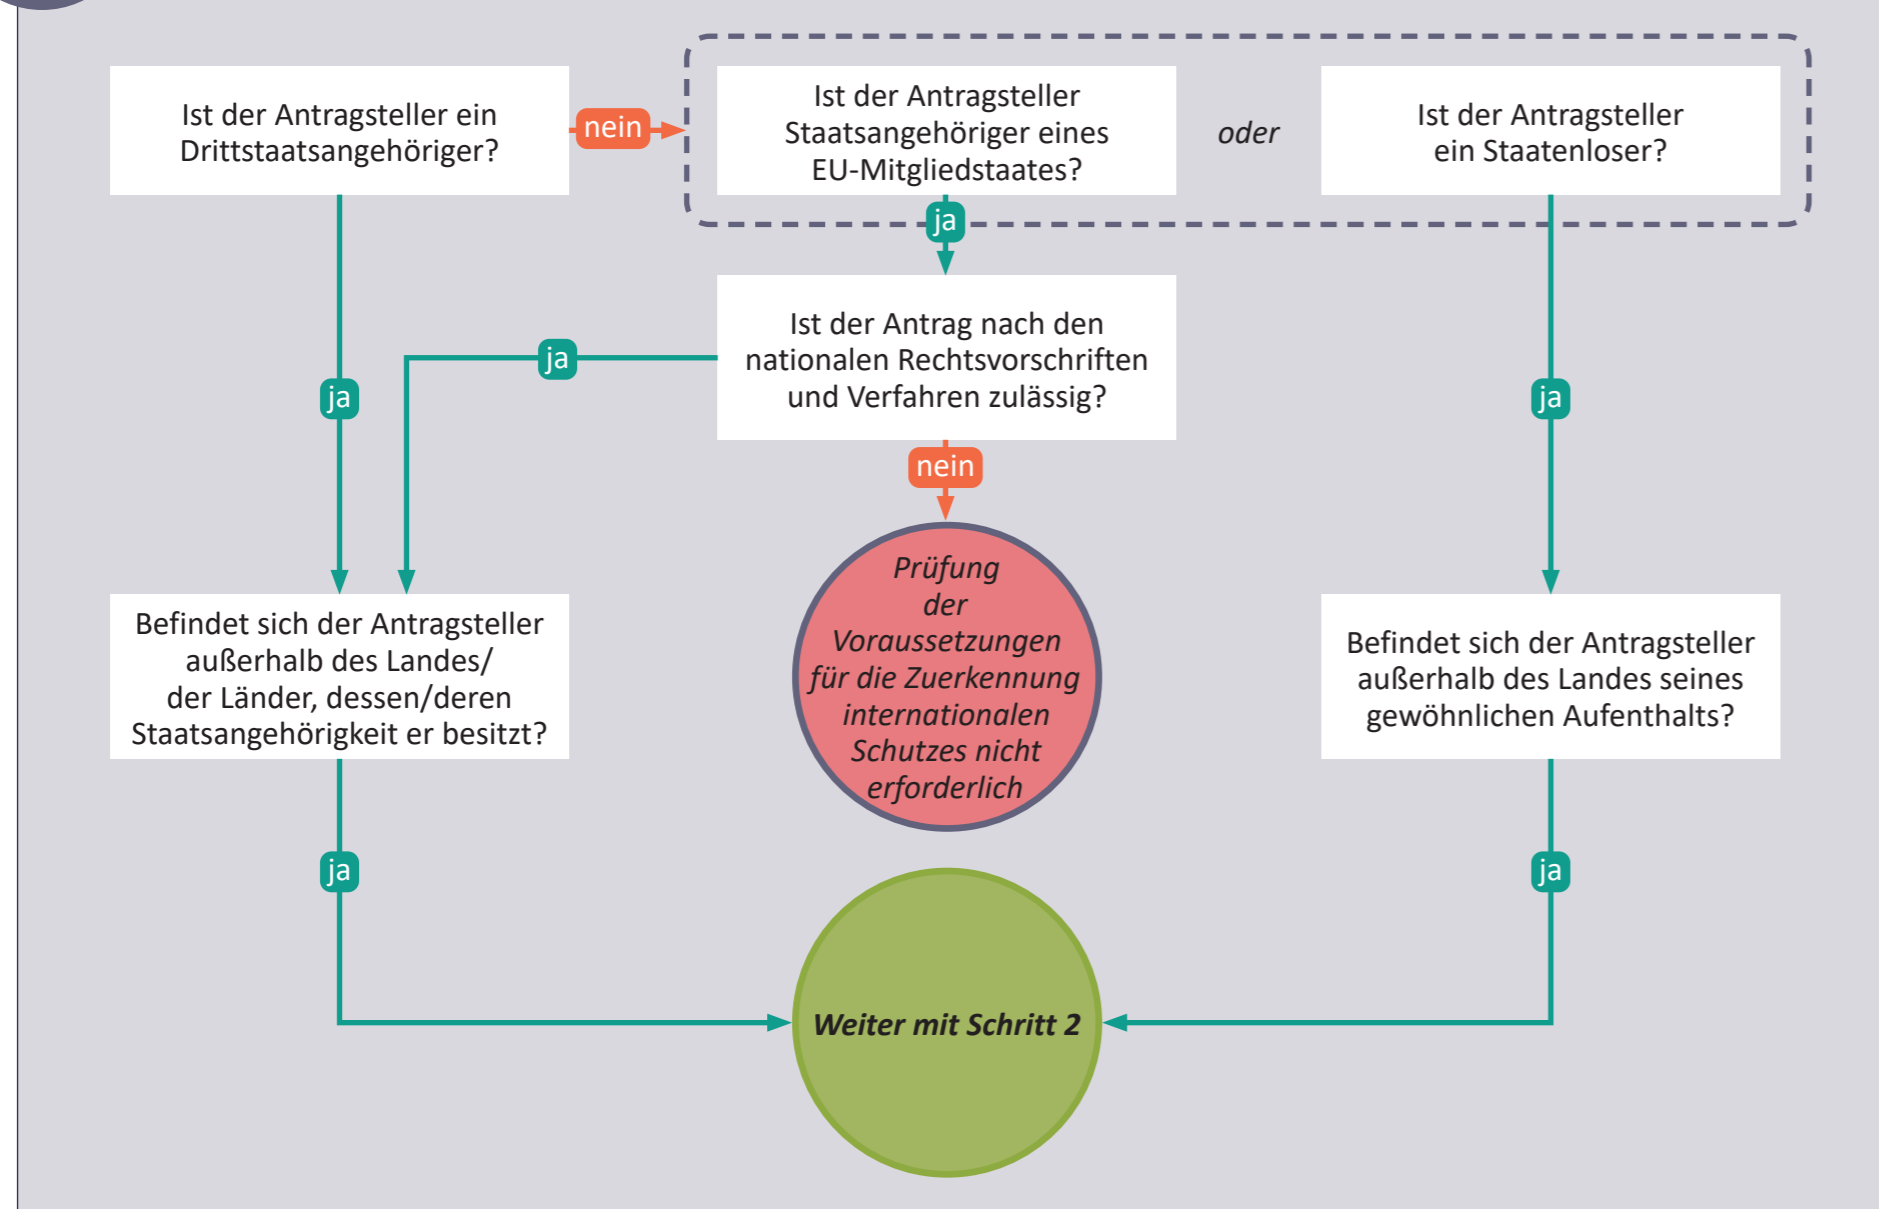 Ist der Antragsteller ein
Drittstaatsangehöriger?
nein
Ist der Antragsteller
Staatsangehöriger eines
EU-Mitgliedstaates?
oder
Ist der Antragsteller
ein Staatenloser?
ja
Ist der Antrag nach den
nationalen Rechtsvorschriften
und Verfahren zulässig?
ja
ja
ja
nein
Prüfung
der
Voraussetzungen
für die Zuerkennung
internationalen
Schutzes nicht
erforderlich
Befindet sich der Antragsteller
außerhalb des Landes/
der Länder, dessen/deren
Staatsangehörigkeit er besitzt?
Befindet sich der Antragsteller
außerhalb des Landes seines
gewöhnlichen Aufenthalts?
ja
ja
Weiter mit Schritt 2